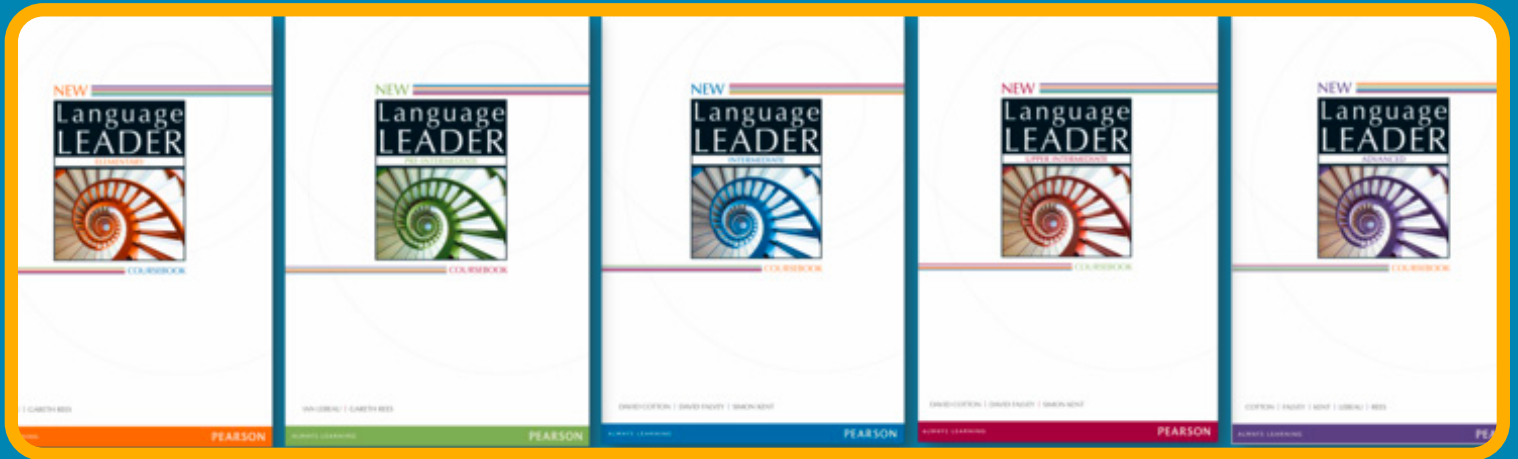 NEW
Language
LEADER
ELEMENTARY
COURSEBOOK
| GARETH REES
PEARSON
NEW
Language
LEADER
PRE-INTERMEDIATE
COURSEBOOK
IAN LEBEAU | GARETH REES
ALWAYS LEARNING
PEARSON
NEW
Language
LEADER
INTERMEDIATE
COURSEBOOK
DAVID COTTON | DAVID FALVEY | SIMON KENT
ALWAYS LEARNING
PEARSON
NEW
Language
LEADER
UPPER INTERMEDIATE
COURSEBOOK
DAVID COTTON | DAVID FALVEY | SIMON KENT
ALWAYS LEARNING
PEARSON
NEW
Language
LEADER
ADVANCED
COURSEBOOK
COTTON | FALVEY | KENT | LEBEAU | REES
ALWAYS LEARNING